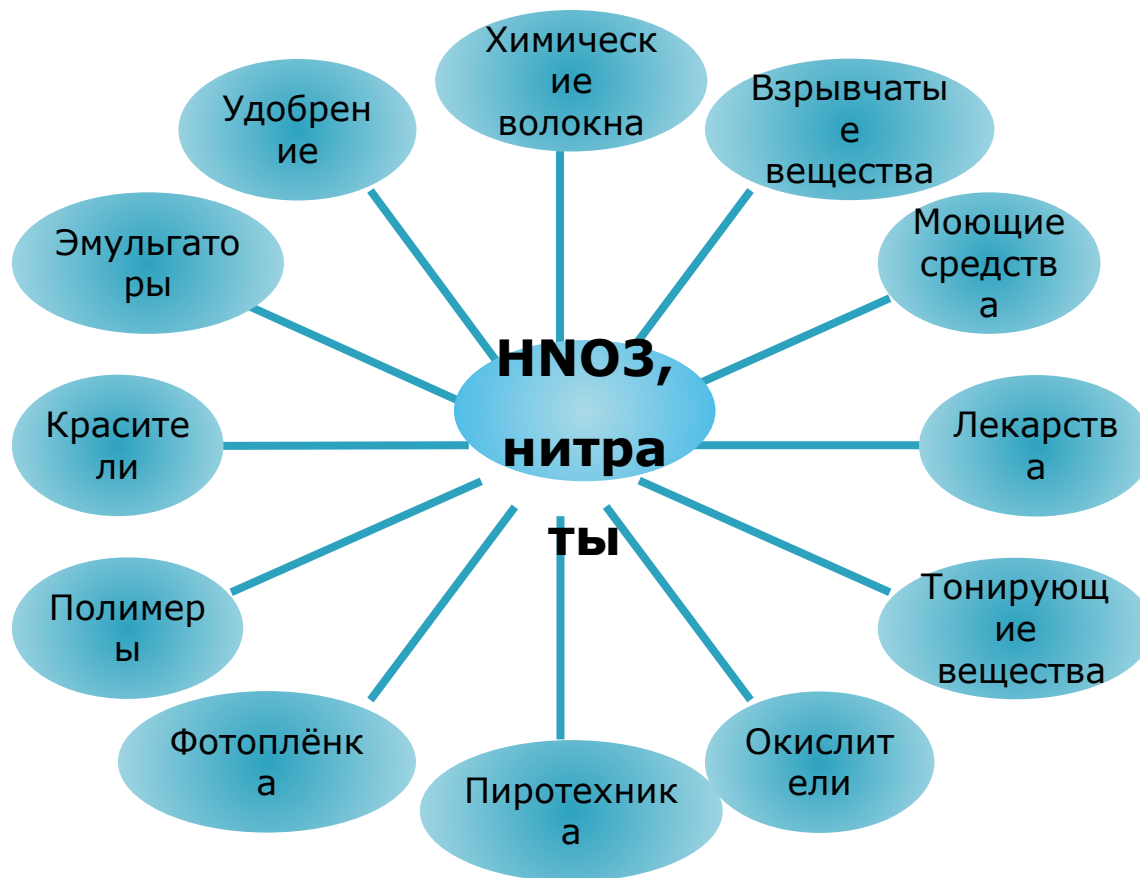 Химическ
ие
волокна
Взрывчаты
е
вещества
Моющие
средств
а
Лекарств
а
Тонирующ
ие
вещества
Окислит
ели
Пиротехник
а
Фотоплёнк
а
Полимер
ы
Красите
ли
Эмульгато
ры
Удобрен
ие
HNO3,
нитра
ты